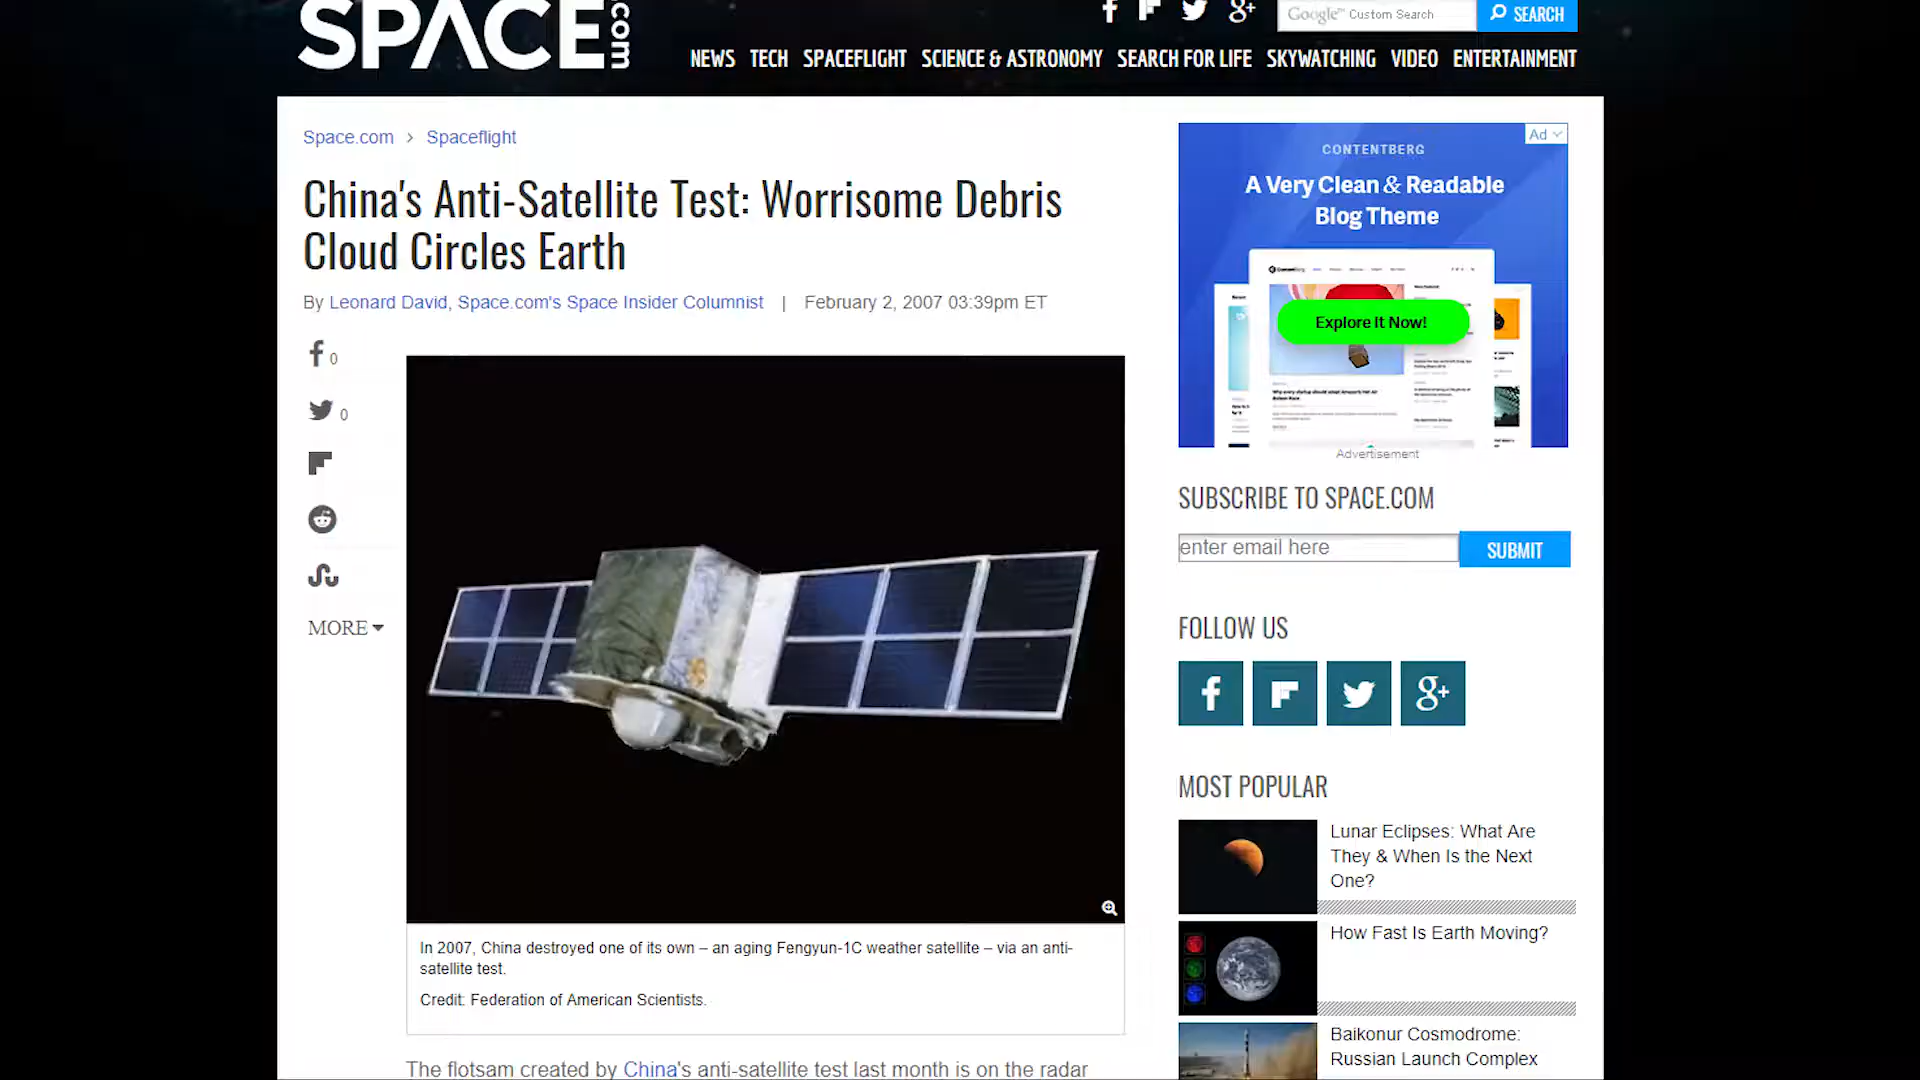 SPACE.com
Google™ Custom Search
SEARCH
NEWS TECH SPACEFLIGHT SCIENCE & ASTRONOMY SEARCH FOR LIFE SKYWATCHING VIDEO ENTERTAINMENT
Space.com > Spaceflight
China's Anti-Satellite Test: Worrisome Debris
Cloud Circles Earth
By Leonard David, Space.com's Space Insider Columnist | February 2, 2007 03:39pm ET
0
0
MORE
In 2007, China destroyed one of its own – an aging Fengyun-1C weather satellite – via an anti-
satellite test.
Credit: Federation of American Scientists.
The flotsam created by China's anti-satellite test last month is on the radar
Ad
CONTENTBERG
A Very Clean & Readable
Blog Theme
Explore It Now!
Advertisement
SUBSCRIBE TO SPACE.COM
enter email here
SUBMIT
FOLLOW US
MOST POPULAR
Lunar Eclipses: What Are
They & When Is the Next
One?
How Fast Is Earth Moving?
Baikonur Cosmodrome:
Russian Launch Complex